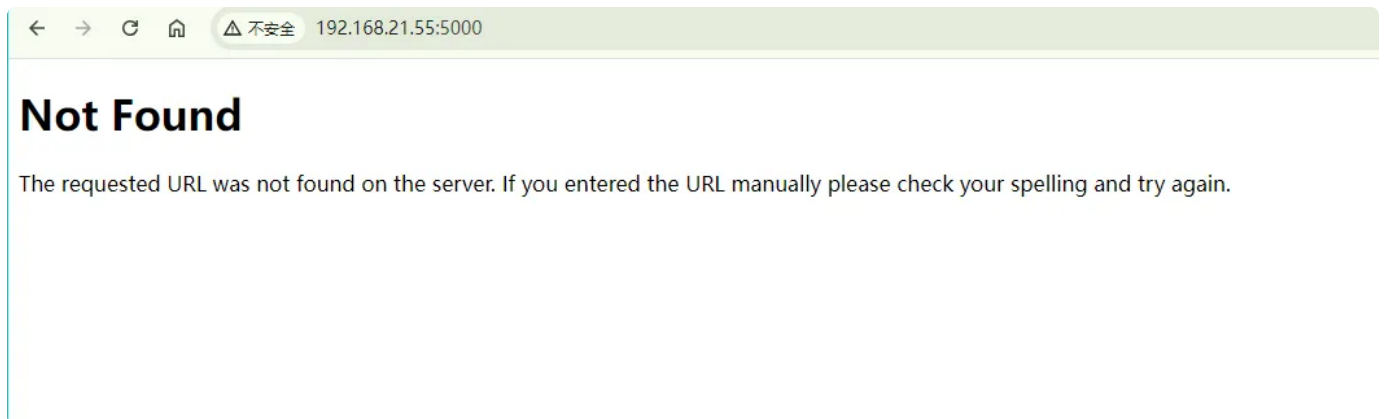 不安全 192.168.21.55:5000
Not Found
The requested URL was not found on the server. If you entered the URL manually please check your spelling and try again.